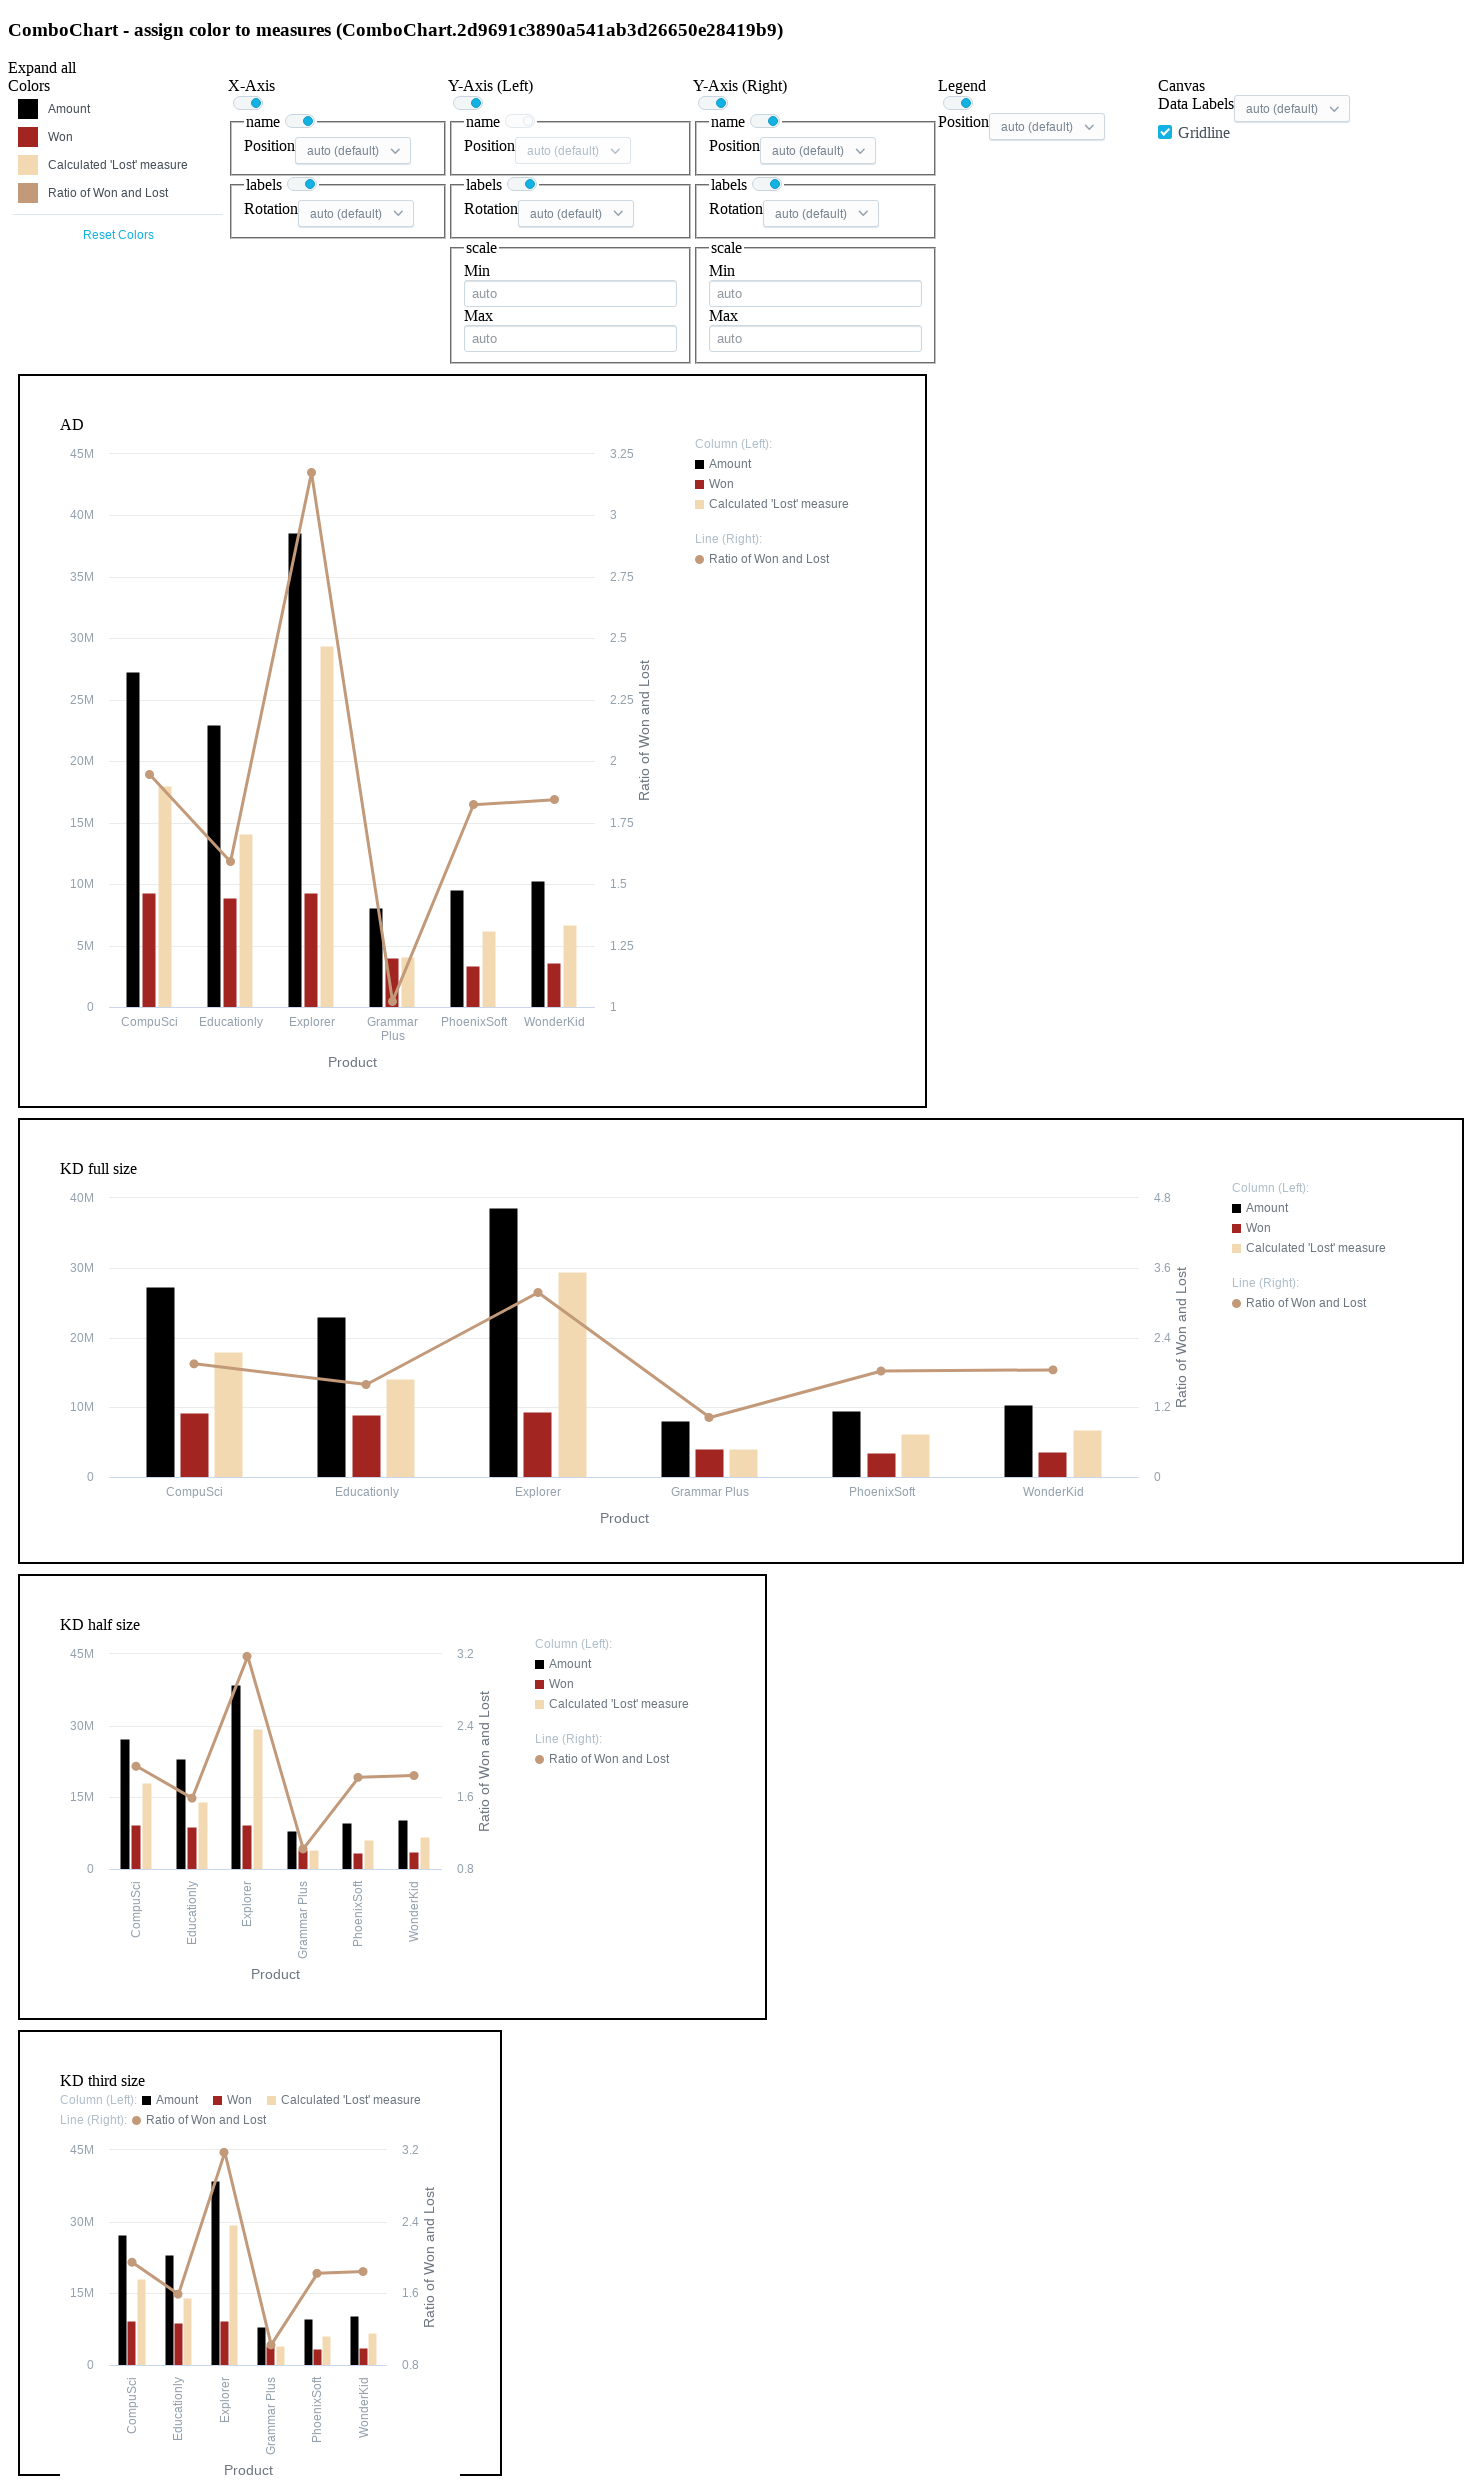 ComboChart - assign color to measures (ComboChart.2d9691c3890a541ab3d26650e28419b9)
Expand all
Colors
Amount
Won
Calculated 'Lost' measure
Ratio of Won and Lost
Reset Colors
X-Axis
name
Position auto (default)
labels
Rotation auto (default)
Y-Axis (Left)
name
Position auto (default)
labels
Rotation auto (default)
scale
Min
auto
Max
auto
Y-Axis (Right)
name
Position auto (default)
labels
Rotation auto (default)
scale
Min
auto
Max
auto
Legend
Position auto (default)
Canvas
Data Labels auto (default)
Gridline
AD
45M
40M
35M
30M
25M
20M
15M
10M
5M
0
3.25
3
2.75
2.5
2.25
2
1.75
1.5
1.25
1
Ratio of Won and Lost
CompuSci
Educationly
Explorer
Grammar
Plus
PhoenixSoft
WonderKid
Product
Column (Left):
Amount
Won
Calculated 'Lost' measure
Line (Right):
Ratio of Won and Lost
KD full size
40M
30M
20M
10M
0
4.8
3.6
2.4
1.2
0
Ratio of Won and Lost
CompuSci
Educationly
Explorer
Grammar Plus
PhoenixSoft
WonderKid
Product
Column (Left):
Amount
Won
Calculated 'Lost' measure
Line (Right):
Ratio of Won and Lost
KD half size
45M
30M
15M
0
3.2
2.4
1.6
0.8
Ratio of Won and Lost
CompuSci
Educationly
Explorer
Grammar Plus
PhoenixSoft
WonderKid
Product
Column (Left):
Amount
Won
Calculated 'Lost' measure
Line (Right):
Ratio of Won and Lost
KD third size
Column (Left): Amount Won Calculated 'Lost' measure
Line (Right): Ratio of Won and Lost
45M
30M
15M
0
3.2
2.4
1.6
0.8
Ratio of Won and Lost
CompuSci
Educationly
Explorer
Grammar Plus
PhoenixSoft
WonderKid
Product